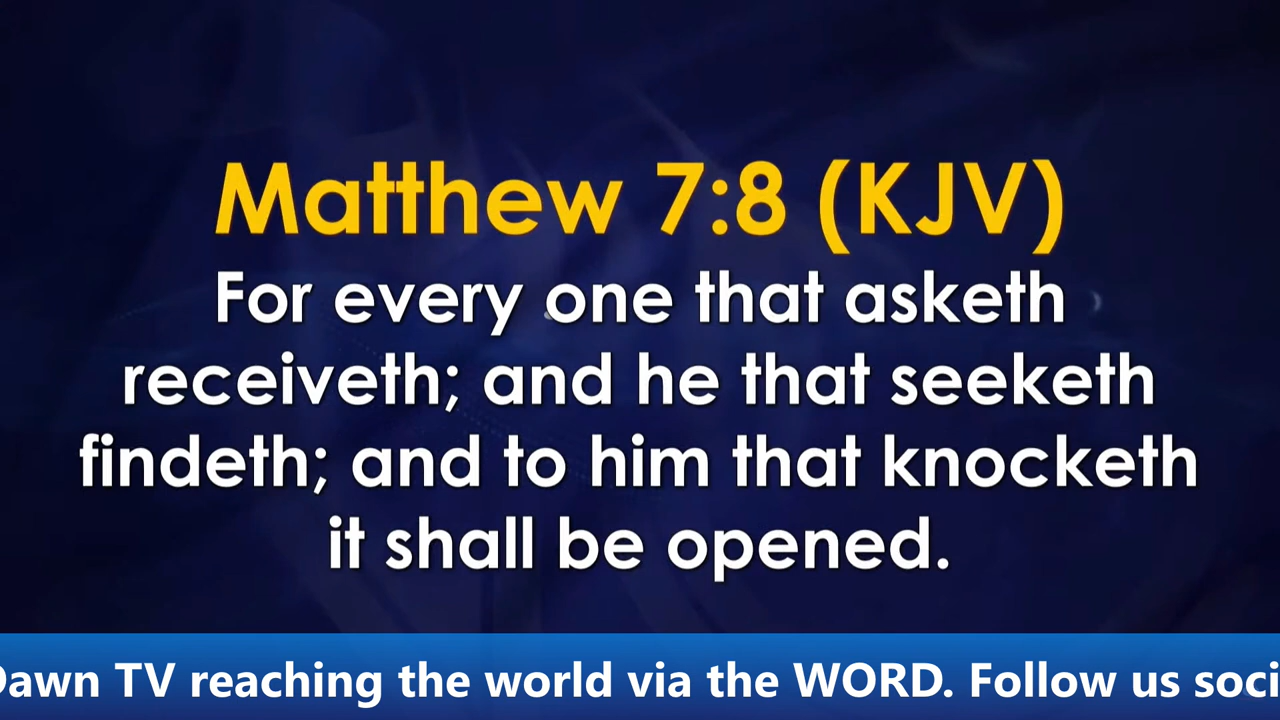 Matthew 7:8 (KJV)
For every one that asketh
receiveth; and he that seeketh
findeth; and to him that knocketh
it shall be opened.
Dawn TV reaching the world via the WORD. Follow us soci